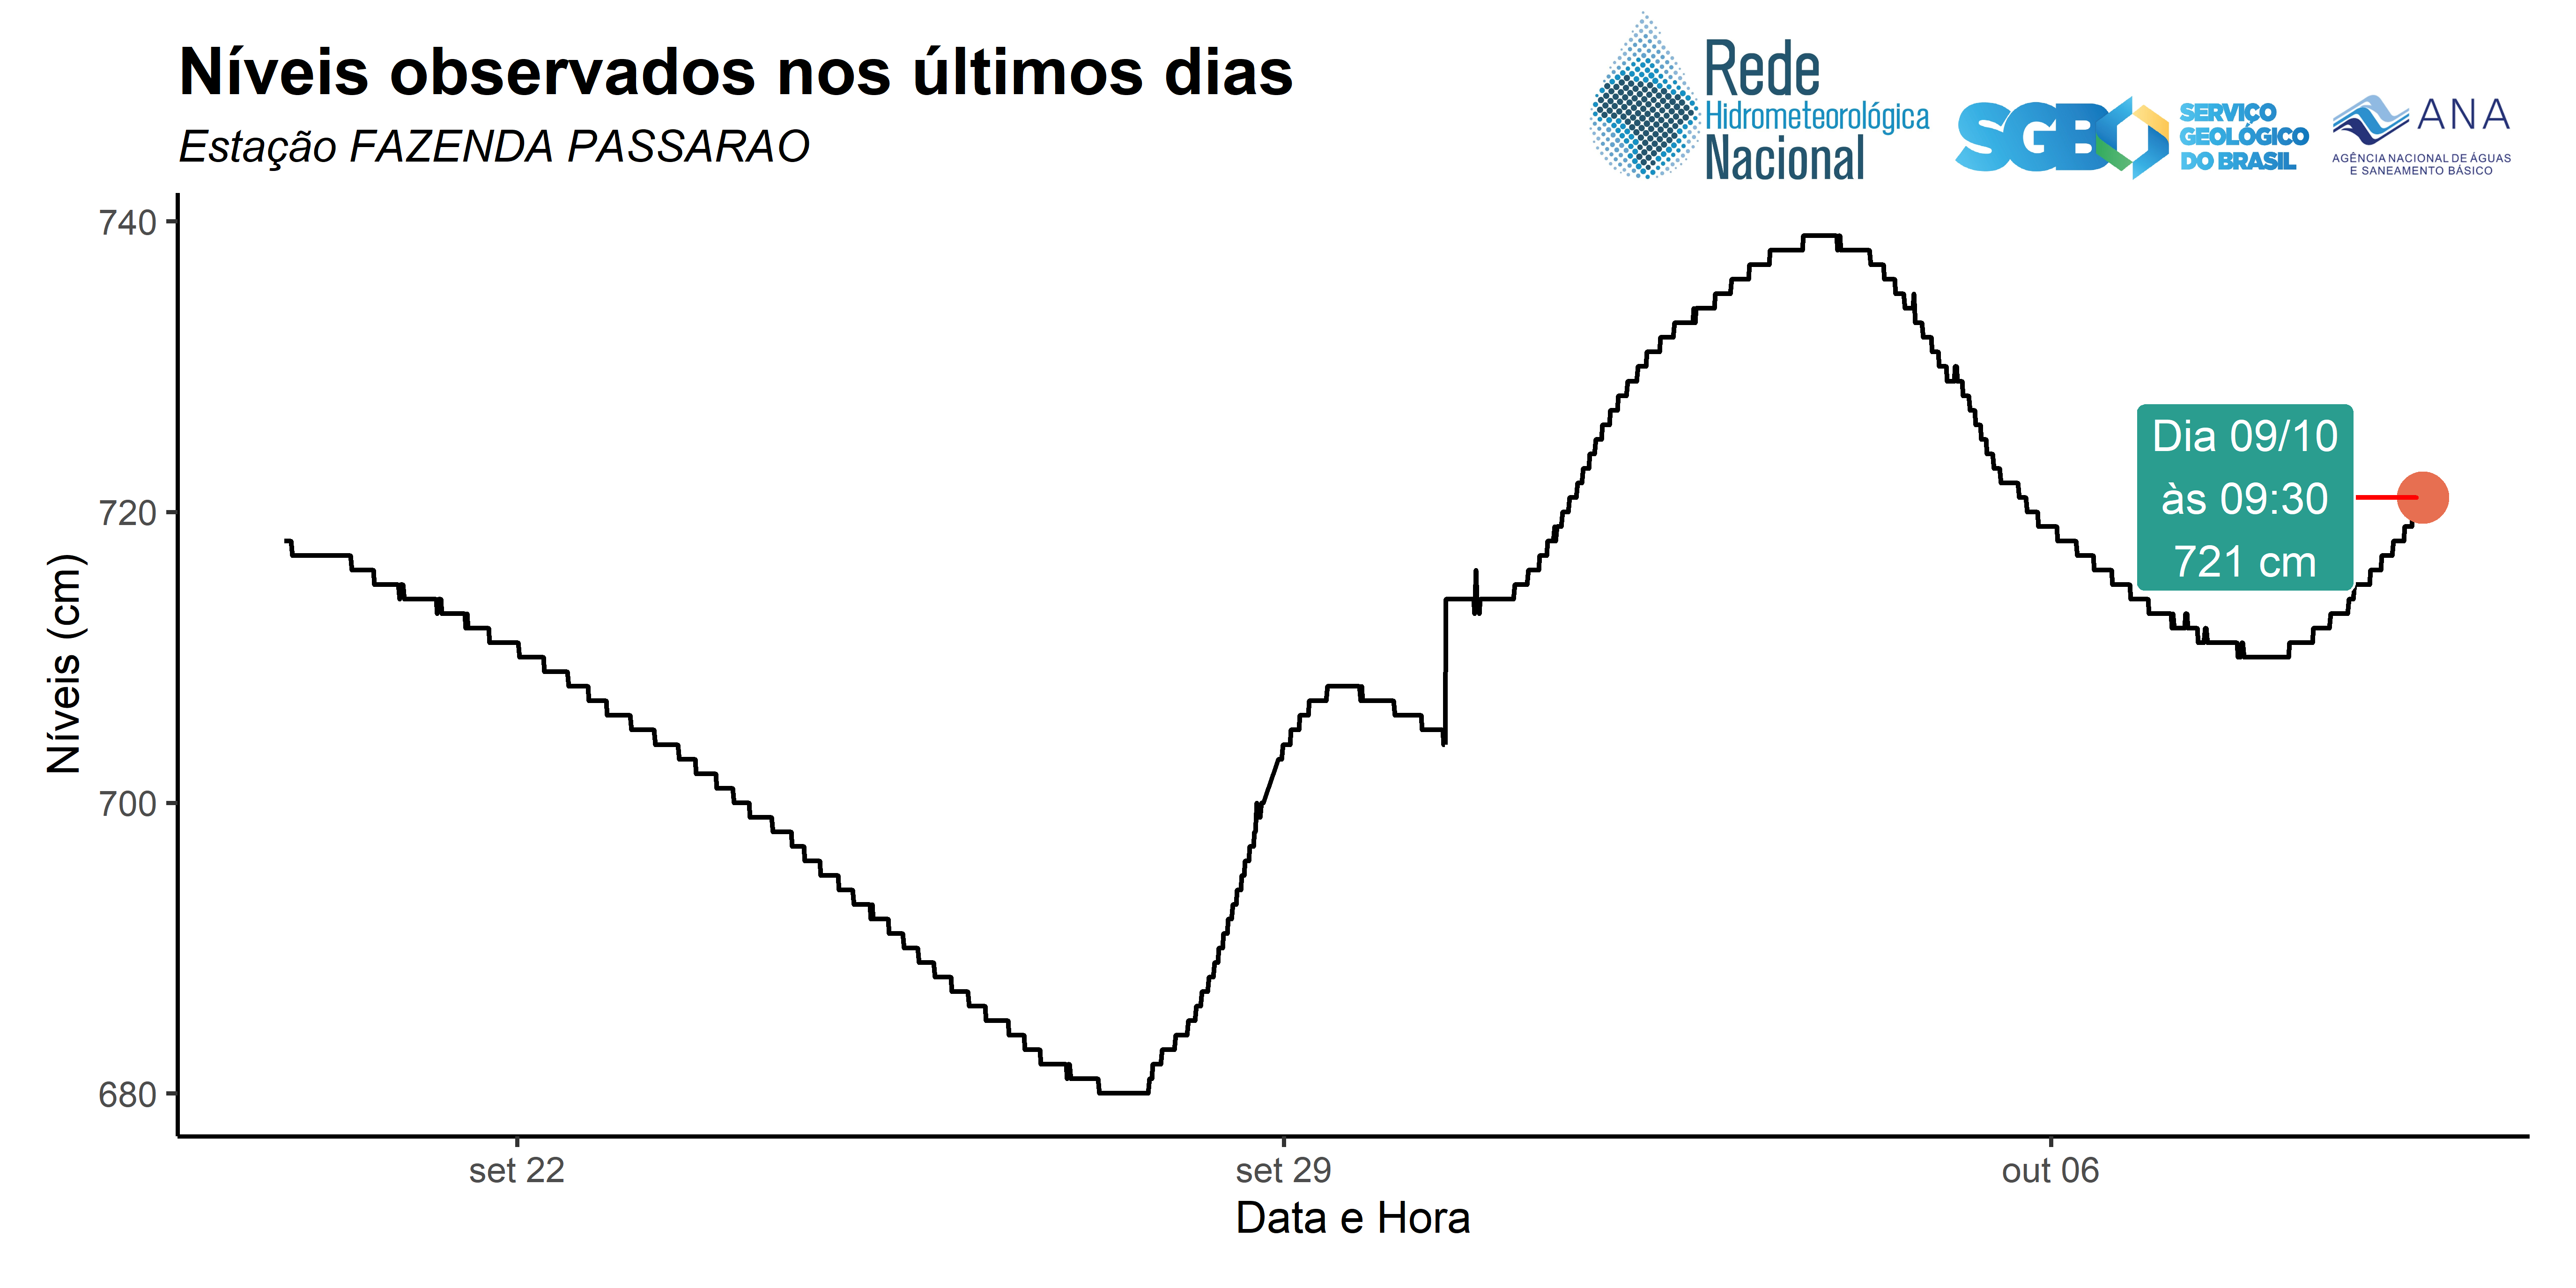 Níveis observados nos últimos dias
Estação FAZENDA PASSARAO
Rede
Hidrometeorológica
Nacional
SGB
SERVIÇO
GEOLÓGICO
DO BRASIL
ANA
AGÊNCIA NACIONAL DE ÁGUAS
E SANEAMENTO BÁSICO
740
720
700
680
Níveis (cm)
Dia 09/10
às 09:30
721 cm
set 22
set 29
out 06
Data e Hora